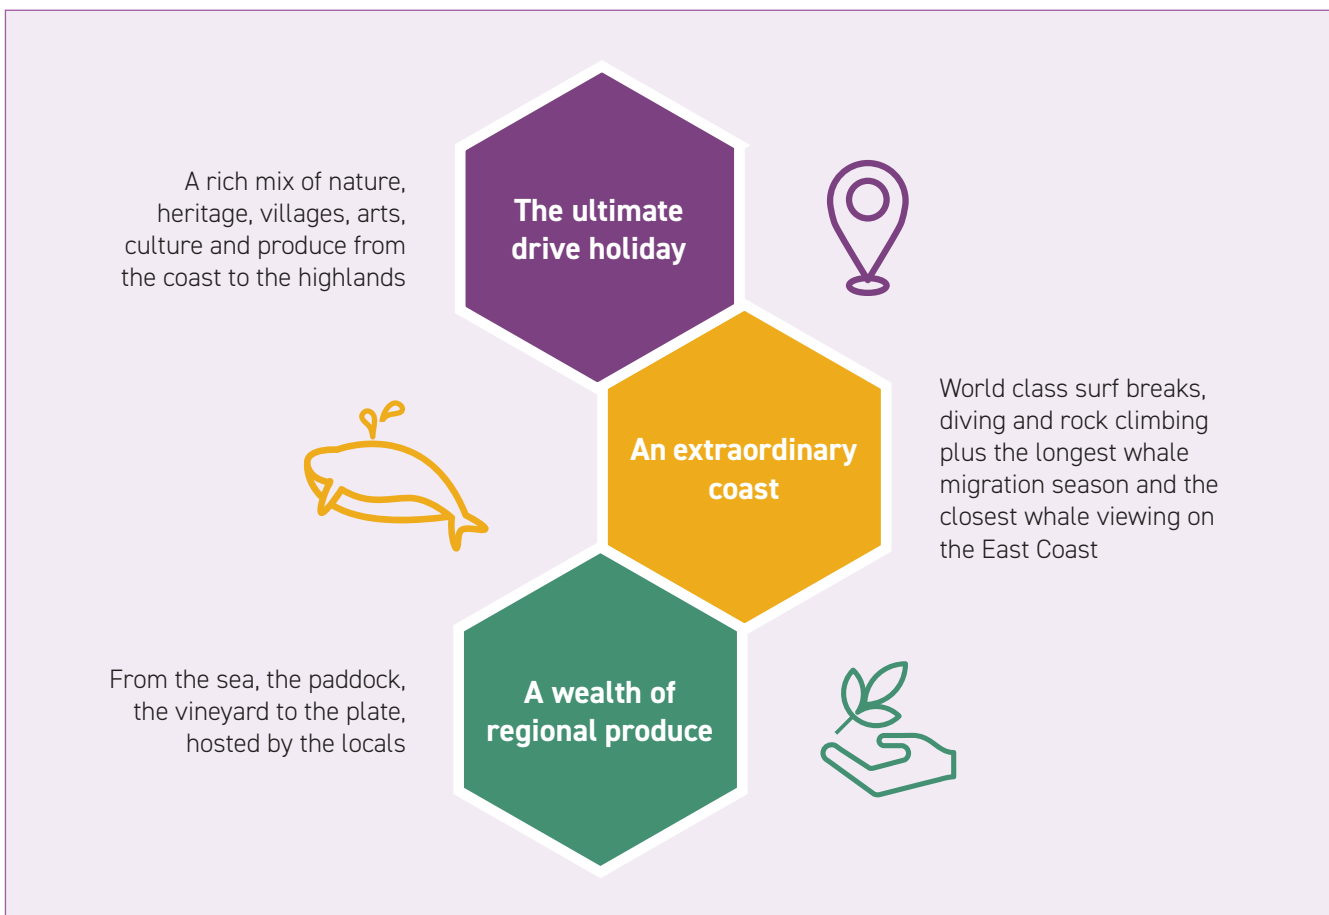 A rich mix of nature,
heritage, villages, arts,
culture and produce from
the coast to the highlands
The ultimate
drive holiday
An extraordinary
coast
World class surf breaks,
diving and rock climbing
plus the longest whale
migration season and the
closest whale viewing on
the East Coast
From the sea, the paddock,
the vineyard to the plate,
hosted by the locals
A wealth of
regional produce